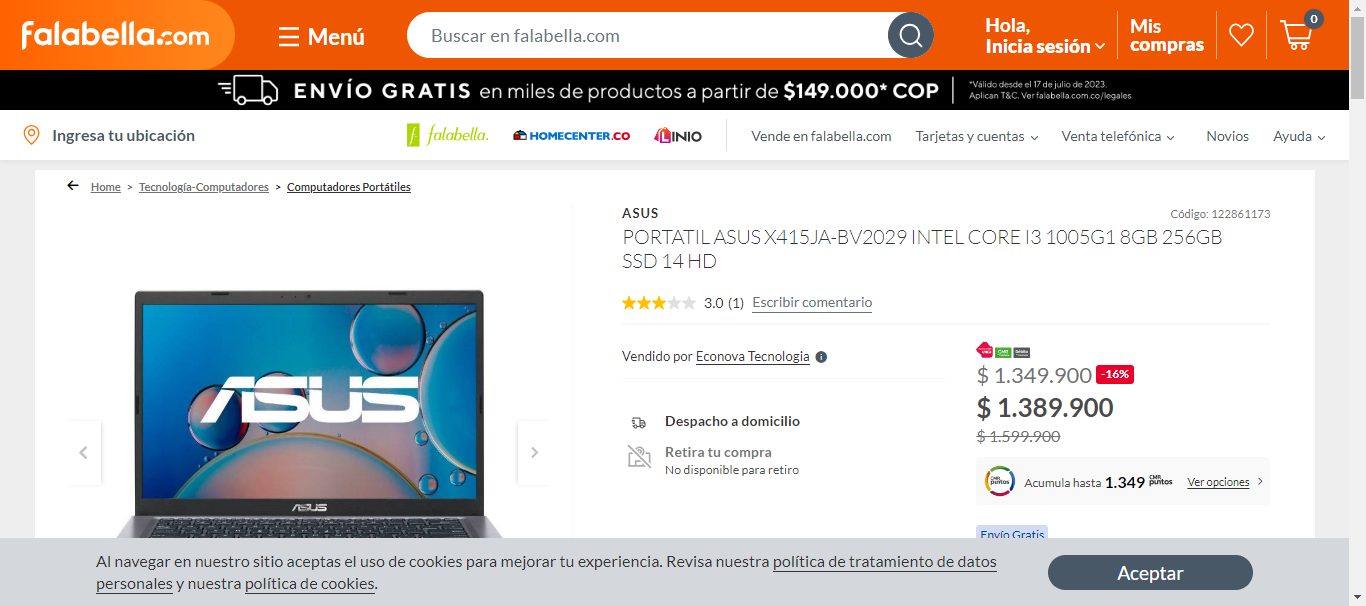 falabella.com
Menú
Buscar en falabella.com
Hola,
Inicia sesión
Mis
compras
0
ENVÍO GRATIS en miles de productos a partir de $149.000* COP
*Válido desde el 17 de julio de 2023.
Aplican T&C. Ver falabella.com.co/legales
Ingresa tu ubicación
f falabella.
HOMECENTER.CO
LINIO
Vende en falabella.com
Tarjetas y cuentas
Venta telefónica
Novios
Ayuda
Home > Tecnología-Computadores > Computadores Portátiles
ASUS
Código: 122861173
PORTATIL ASUS X415JA-BV2029 INTEL CORE I3 1005G1 8GB 256GB
SSD 14 HD
3.0 (1) Escribir comentario
Vendido por Econova Tecnologia
$ 1.349.900 -16%
$ 1.389.900
$ 1.599.900
Despacho a domicilio
Retira tu compra
No disponible para retiro
CMR
puntos
Acumula hasta 1.349 CMR puntos
Ver opciones >
Envío Gratis
ASUS
ASUS
Al navegar en nuestro sitio aceptas el uso de cookies para mejorar tu experiencia. Revisa nuestra política de tratamiento de datos
personales y nuestra política de cookies.
Aceptar